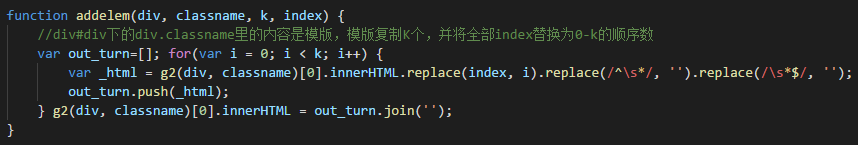 function addelem(div, classname, k, index) {
    //div#div下的div.classname里的内容是模版，模版复制K个，并将全部index替换为0-k的顺序数
    var out_turn=[]; for(var i = 0; i < k; i++) {
        var _html = g2(div, classname)[0].innerHTML.replace(index, i).replace(/^\s*/, '').replace(/\s*$/, '');
        out_turn.push(_html);
    } g2(div, classname)[0].innerHTML = out_turn.join('');
}